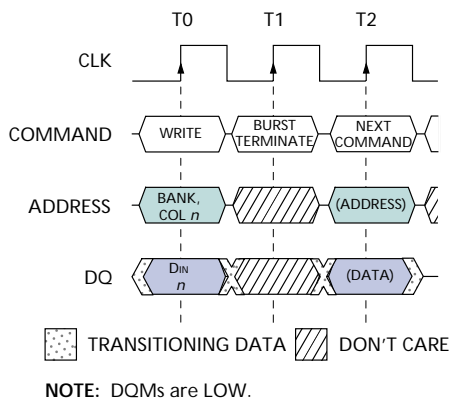 T0 T1 T2
CLK
COMMAND WRITE BURST TERMINATE NEXT COMMAND
ADDRESS BANK, COL n (ADDRESS)
DQ DIN n (DATA)
TRANSITIONING DATA DON'T CARE
NOTE: DQMs are LOW.